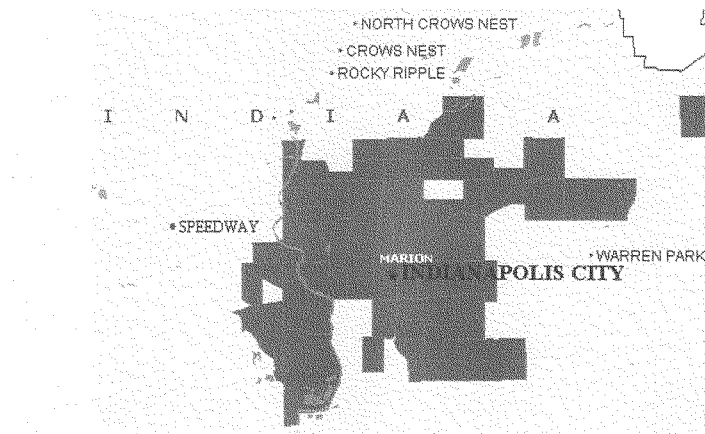 NORTH CROWS NEST
CROWS NEST
ROCKY RIPPLE
I N D I A A
SPEEDWAY
WARREN PARK
MARION
INDIANAPOLIS CITY